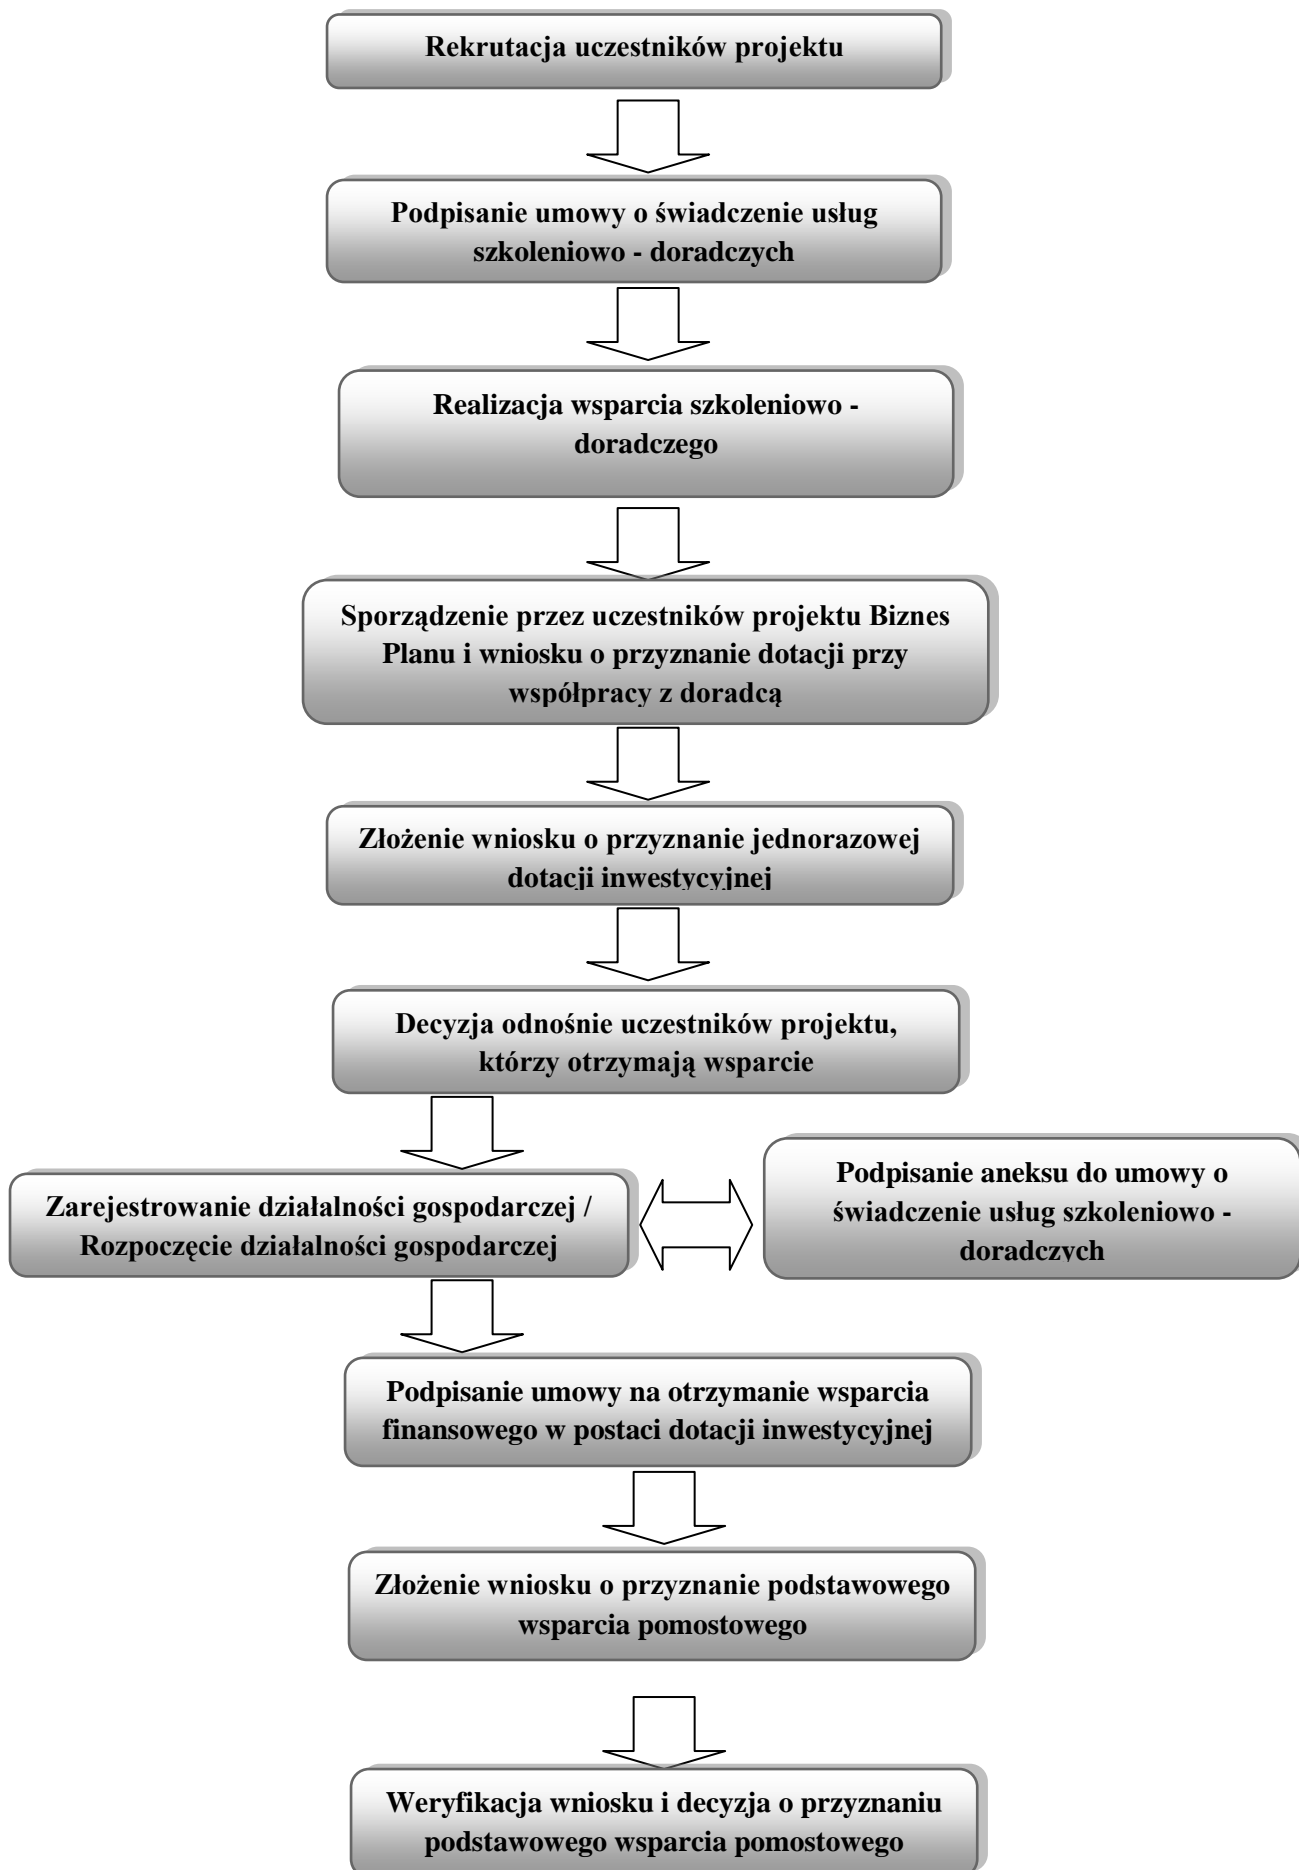 Rekrutacja uczestników projektu
Podpisanie umowy o świadczenie usług
szkoleniowo - doradczych
Realizacja wsparcia szkoleniowo -
doradczego
Sporządzenie przez uczestników projektu Biznes
Planu i wniosku o przyznanie dotacji przy
współpracy z doradcą
Złożenie wniosku o przyznanie jednorazowej
dotacji inwestycyjnej
Decyzja odnośnie uczestników projektu,
którzy otrzymają wsparcie
Zarejestrowanie działalności gospodarczej /
Rozpoczęcie działalności gospodarczej
Podpisanie aneksu do umowy o
świadczenie usług szkoleniowo -
doradczych
Podpisanie umowy na otrzymanie wsparcia
finansowego w postaci dotacji inwestycyjnej
Złożenie wniosku o przyznanie podstawowego
wsparcia pomostowego
Weryfikacja wniosku i decyzja o przyznaniu
podstawowego wsparcia pomostowego